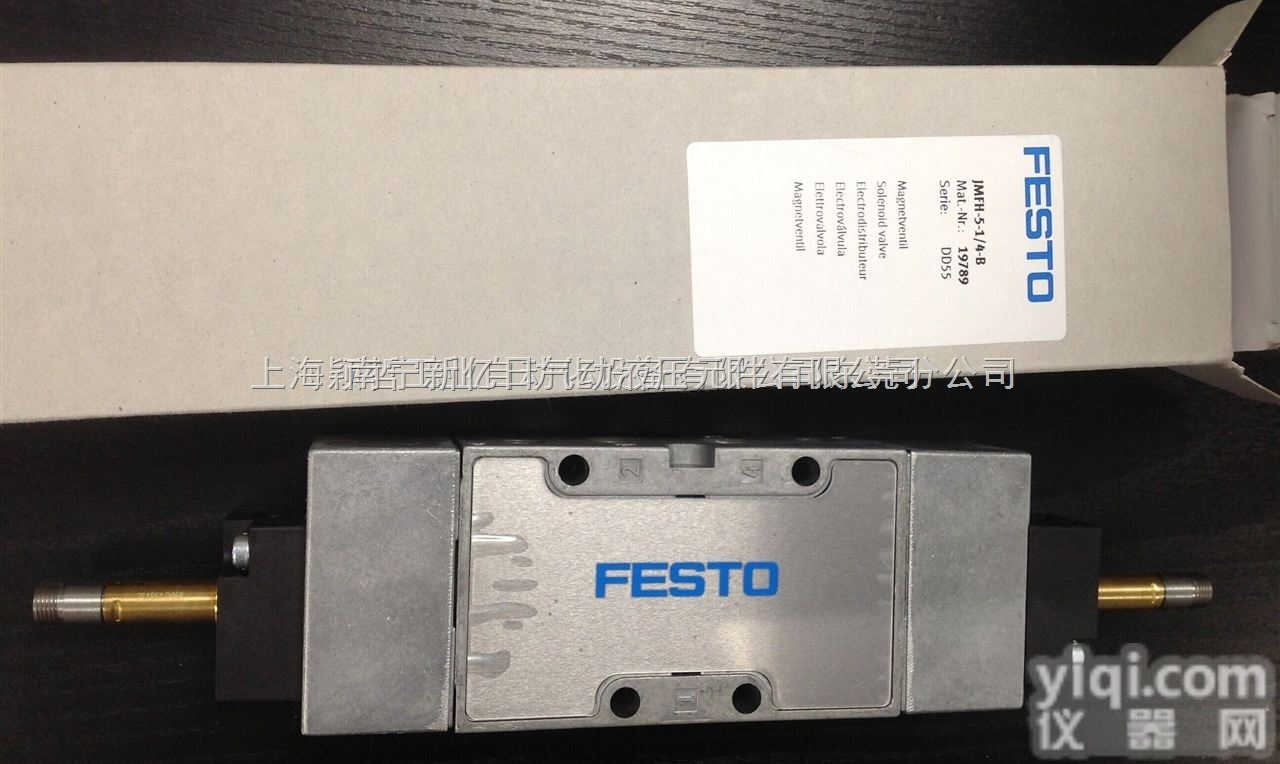 FESTO
JMFH-5-1/4-B
Mat.-Nr.: 19789
Serie: DD55
Magnetventil
Solenoid valve
Electrodistributeur
Electroválvula
Elettrovalvola
Magnetventil
2
4
FESTO
1
yiqi.com
仪器网